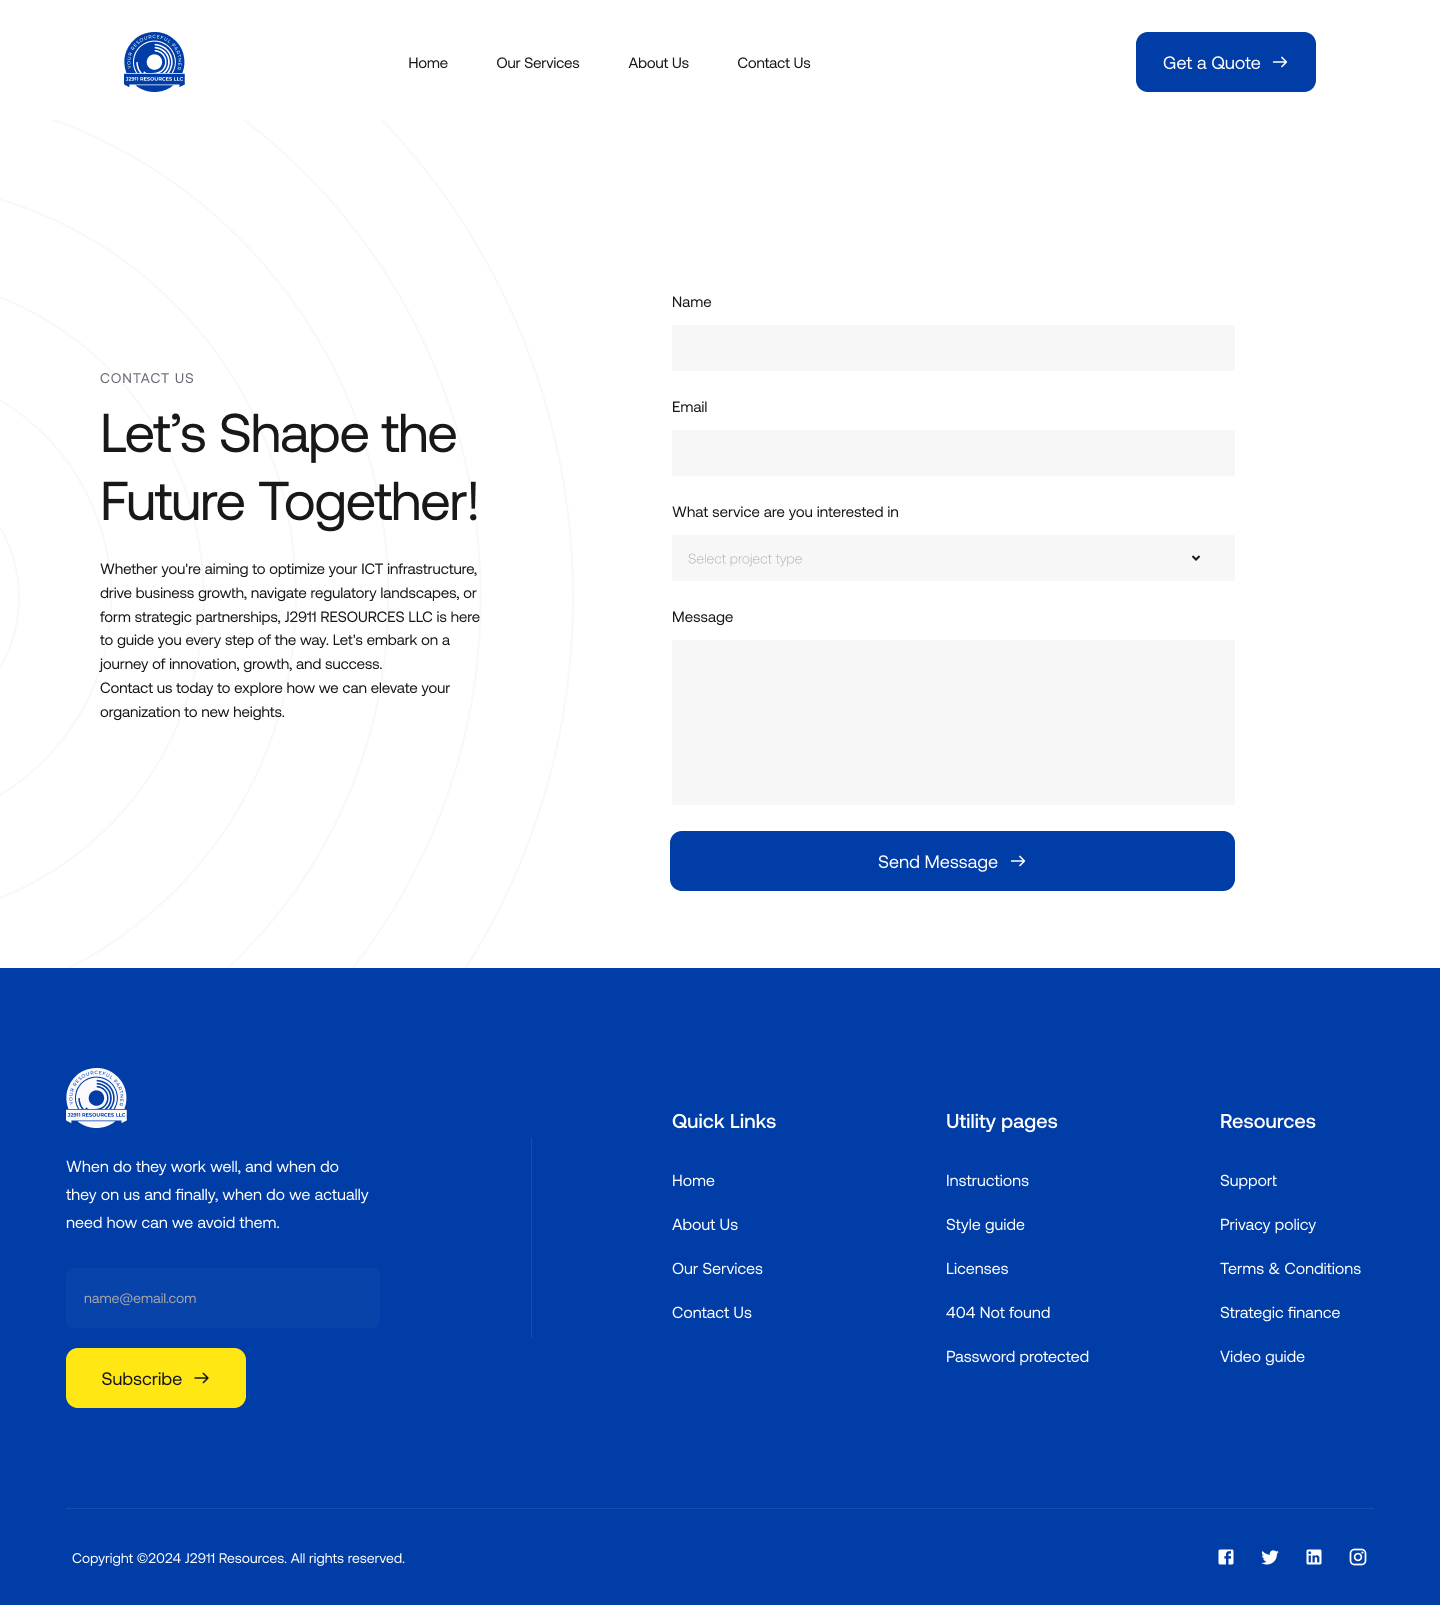 YOUR RESOURCEFUL PARTNER
J2911 RESOURCES LLC
Home
Our Services
About Us
Contact Us
Get a Quote
CONTACT US
Let’s Shape the
Future Together!
Whether you're aiming to optimize your ICT infrastructure,
drive business growth, navigate regulatory landscapes, or
form strategic partnerships, J2911 RESOURCES LLC is here
to guide you every step of the way. Let's embark on a
journey of innovation, growth, and success.
Contact us today to explore how we can elevate your
organization to new heights.
Name
Email
What service are you interested in
Select project type
Message
Send Message
YOUR RESOURCEFUL PARTNER
J2911 RESOURCES LLC
When do they work well, and when do
they on us and finally, when do we actually
need how can we avoid them.
name@email.com
Subscribe
Quick Links
Home
About Us
Our Services
Contact Us
Utility pages
Instructions
Style guide
Licenses
404 Not found
Password protected
Resources
Support
Privacy policy
Terms & Conditions
Strategic finance
Video guide
Copyright ©2024 J2911 Resources. All rights reserved.